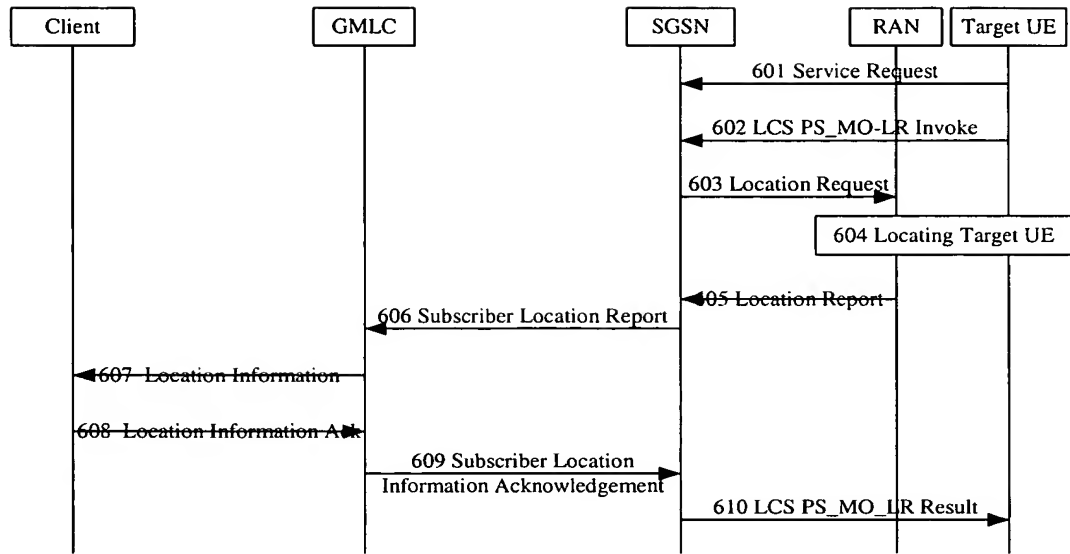 Client
GMLC
SGSN
RAN
Target UE
601 Service Request
602 LCS PS_MO-LR Invoke
603 Location Request
604 Locating Target UE
605 Location Report
606 Subscriber Location Report
607 Location Information
608 Location Information Ack
609 Subscriber Location
Information Acknowledgement
610 LCS PS_MO_LR Result